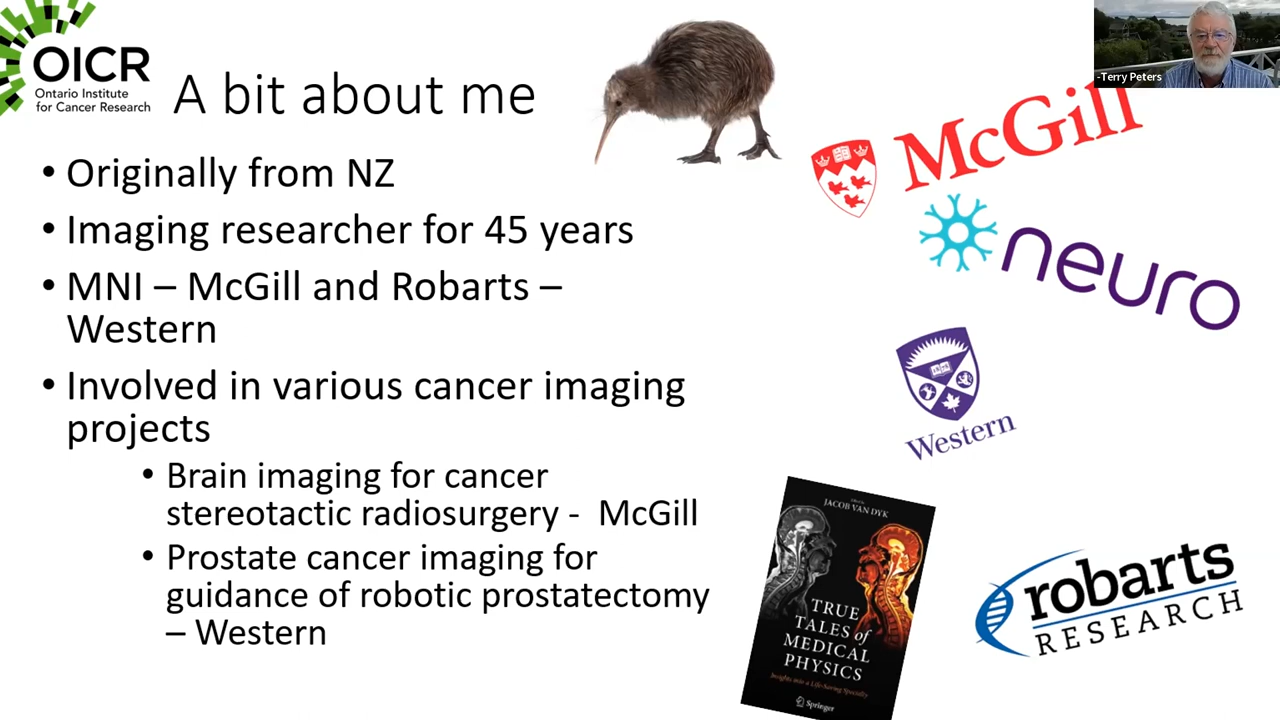 OICR
Ontario Institute
for Cancer Research
A bit about me
-Terry Peters
• Originally from NZ
• Imaging researcher for 45 years
• MNI – McGill and Robarts –
Western
• Involved in various cancer imaging
projects
• Brain imaging for cancer
stereotactic radiosurgery - McGill
• Prostate cancer imaging for
guidance of robotic prostatectomy
– Western
McGill
neuro
Western
Edited by
JACOB VAN DYK
TRUE
TALES of
MEDICAL
PHYSICS
Insights into a Life-Saving Specialty
Springer
robarts
RESEARCH